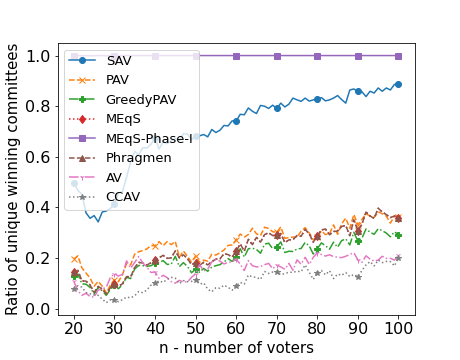 Ratio of unique winning committees
1.0
0.8
0.6
0.4
0.2
0.0
SAV
PAV
GreedyPAV
MEqS
MEqS-Phase-I
Phragmen
AV
CCAV
20 30 40 50 60 70 80 90 100
n - number of voters